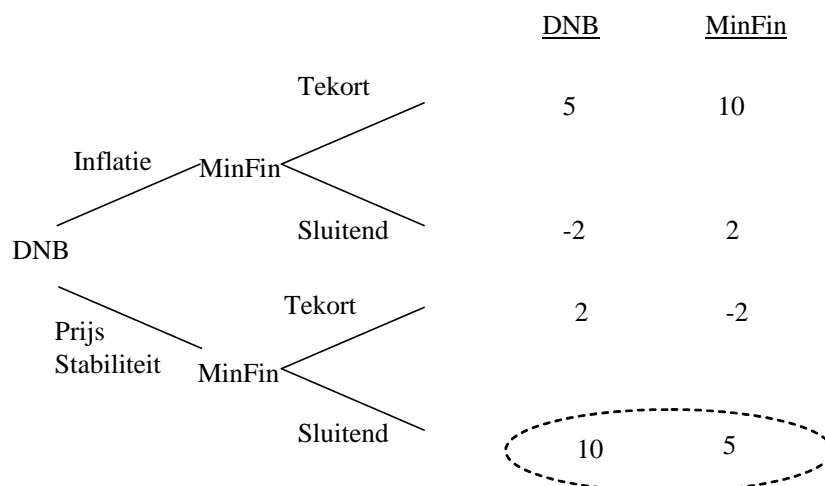 DNB MinFin
Tekort
5 10
Inflatie
MinFin
Sluitend
-2 2
DNB
Tekort
2 -2
Prijs
Stabiliteit
MinFin
Sluitend
10 5